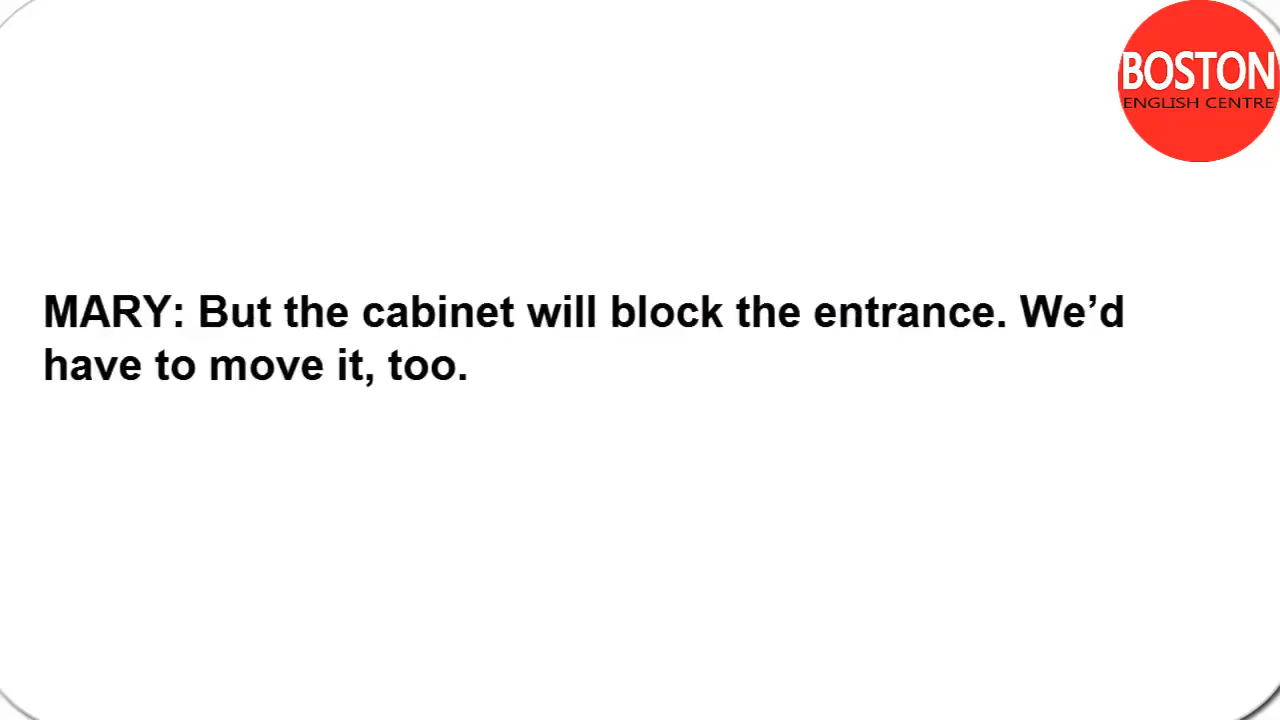 BOSTON
ENGLISH CENTRE
MARY: But the cabinet will block the entrance. We’d
have to move it, too.